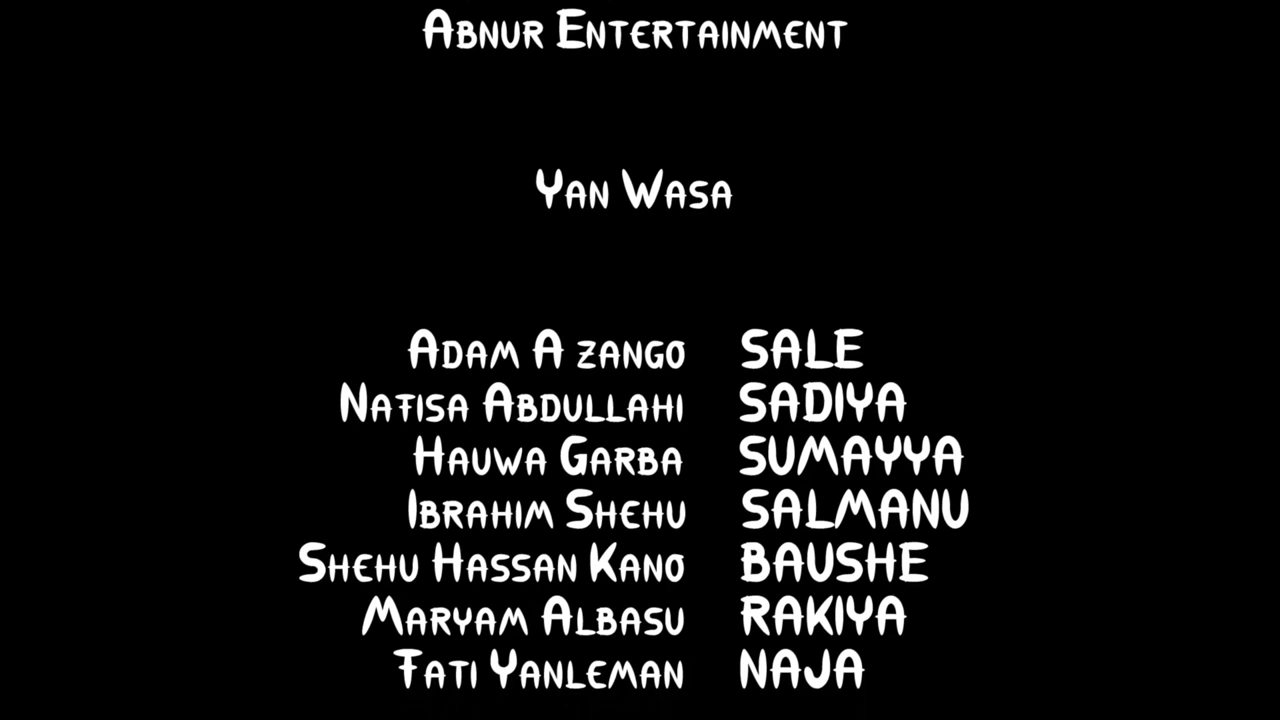 Abnur Entertainment
Yan Wasa
Adam A zango SALE
Nafisa Abdullahi SADIYA
Hauwa Garba SUMAYYA
Ibrahim Shehu SALMANU
Shehu Hassan Kano BAUSHE
Maryam Albasu RAKIYA
Fati Yanleman NAJA